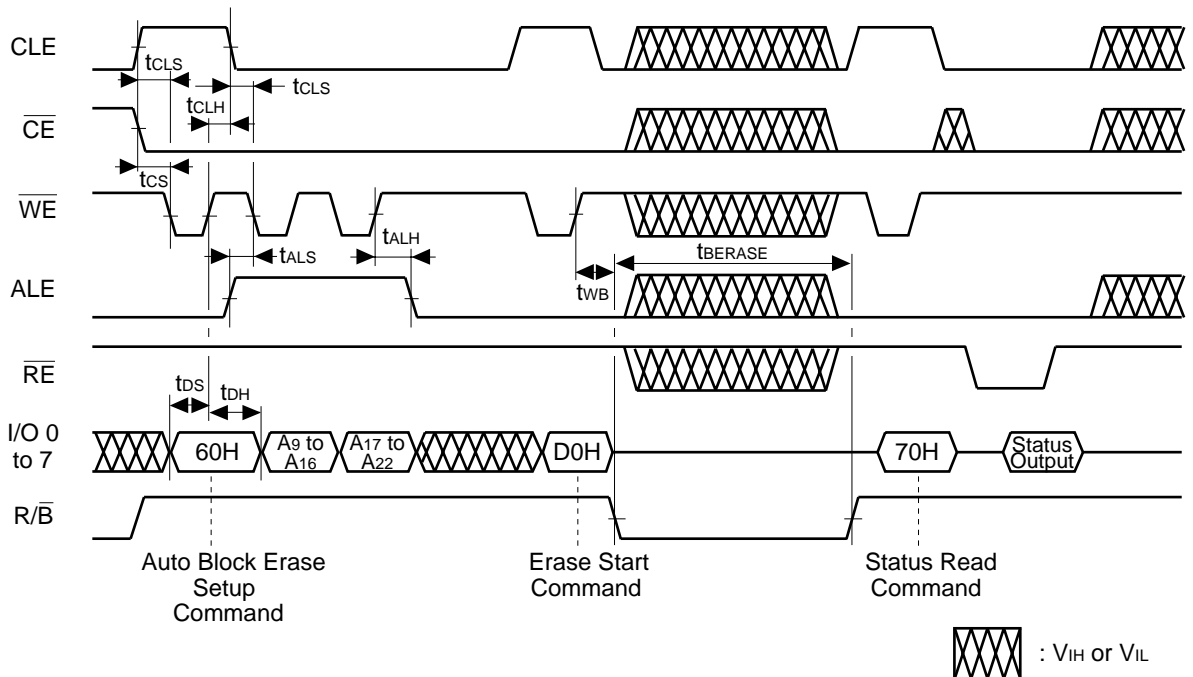 CLE
tCLS
tCLS
tCLH
CE
tCS
WE
tALH
tALS
tBERASE
tWB
ALE
RE
tDS
tDH
I/O 0
to 7
60H
A9 to
A16
A17 to
A22
D0H
70H
Status
Output
R/B
Auto Block Erase
Setup
Command
Erase Start
Command
Status Read
Command
: VIH or VIL